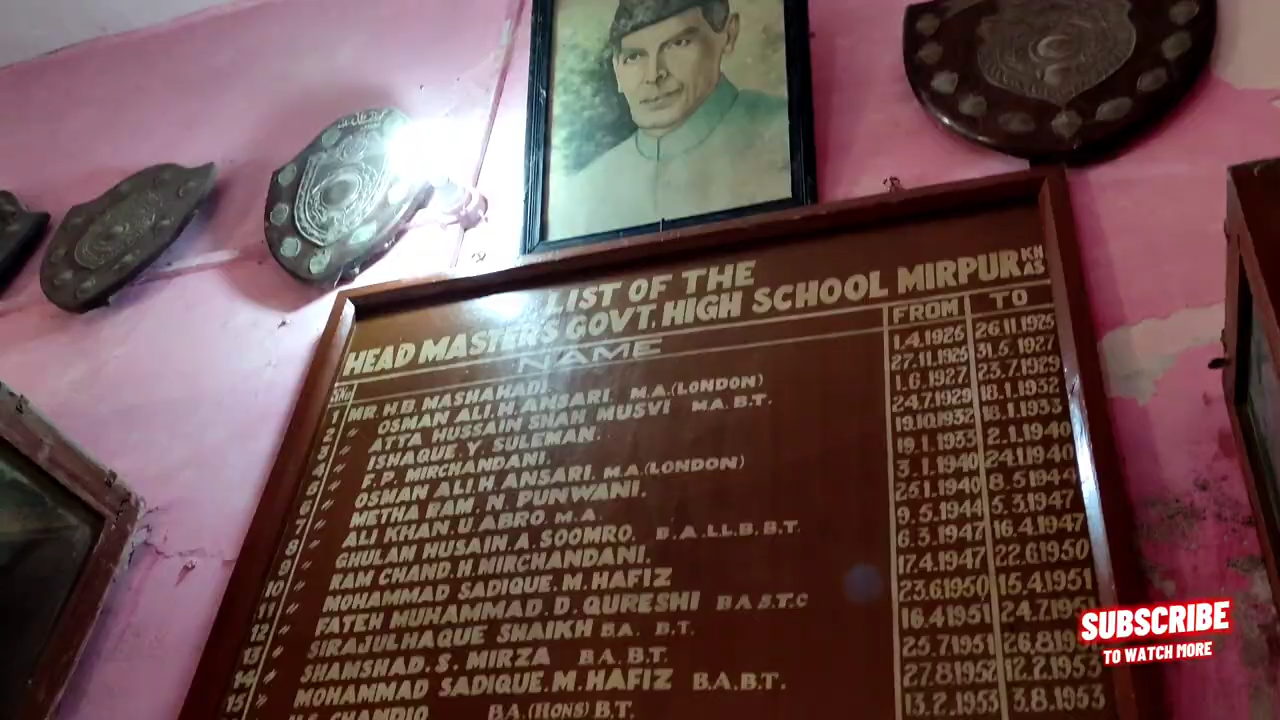 LIST OF THE
HEAD MASTERS GOVT. HIGH SCHOOL MIRPUR KHAS
SNo NAME FROM TO
1 MR. H.B. MASHAHADI. 1.4.1925 26.11.1925
2 〃 OSMAN ALI. H. ANSARI. M.A.(LONDON) 27.11.1925 31.5.1927
3 〃 ATTA HUSSAIN SHAH MUSVI M.A.B.T. 1.6.1927 23.7.1929
4 〃 ISHAQUE. Y. SULEMAN. 24.7.1929 18.1.1932
5 〃 F.P. MIRCHANDANI. 19.10.1932 18.1.1933
6 〃 OSMAN ALI.H. ANSARI. M.A.(LONDON) 19.1.1933 2.1.1940
7 〃 METHA RAM. N. PUNWANI. 3.1.1940 24.1.1940
8 〃 ALI KHAN.U. ABRO. M.A. 25.1.1940 8.5.1944
9 〃 GHULAM HUSAIN.A. SOOMRO. B.A.LL.B.B.T. 9.5.1944 5.3.1947
10 〃 RAM CHAND.H.MIRCHANDANI. 6.3.1947 16.4.1947
11 〃 MOHAMMAD SADIQUE.M.HAFIZ 17.4.1947 22.6.1950
12 〃 FATEH MUHAMMAD. D. QURESHI B A S.T.C 23.6.1950 15.4.1951
13 〃 SIRAJULHAQUE SHAIKH B.A. B.T. 16.4.1951 24.7.1951
14 〃 SHAMSHAD. S. MIRZA B.A. B.T. 25.7.1951 26.8.19
15 〃 MOHAMMAD SADIQUE.M.HAFIZ B.A.B.T. 27.8.1952 12.2.1953
CHANDIO B.A.(HONS) B.T. 13.2.1953 3.8.1953
SUBSCRIBE
TO WATCH MORE